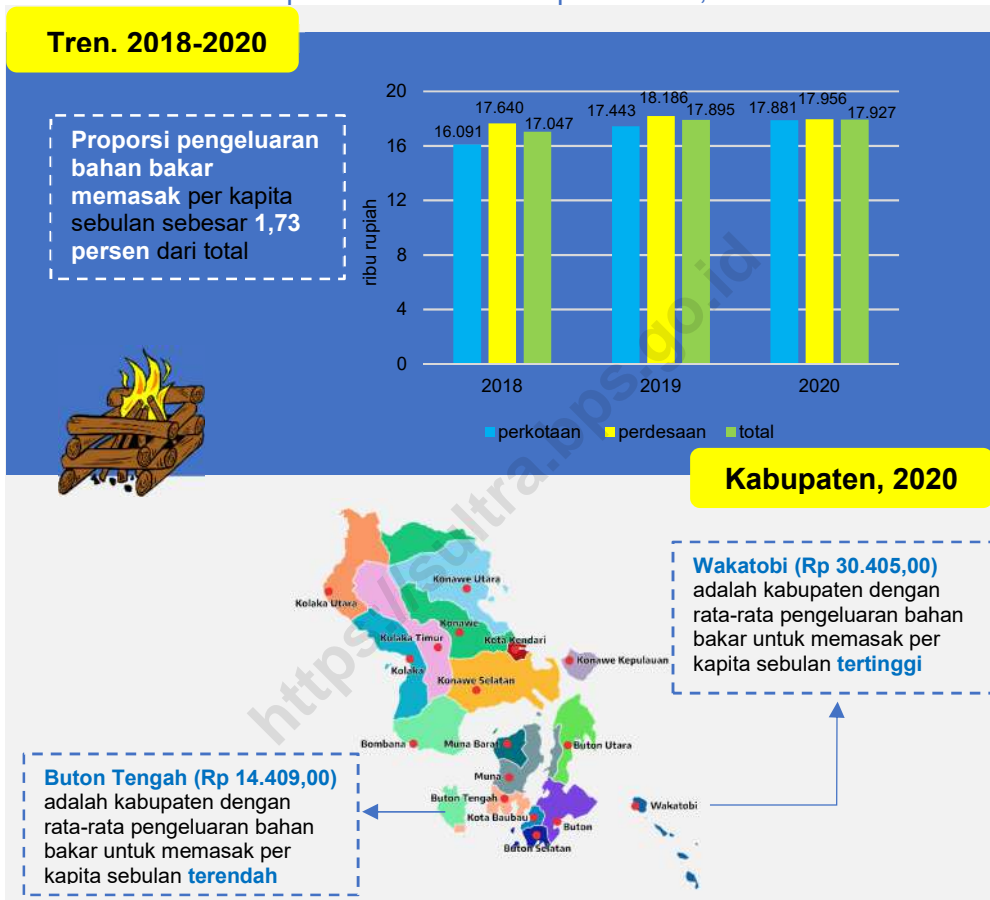 Tren. 2018-2020
Proporsi pengeluaran
bahan bakar
memasak per kapita
sebulan sebesar 1,73
persen dari total
ribu rupiah
20
16
12
8
4
0
16.091
17.640
17.047
17.443
18.186
17.895
17.881
17.956
17.927
2018
2019
2020
perkotaan
perdesaan
total
Kabupaten, 2020
Wakatobi (Rp 30.405,00)
adalah kabupaten dengan
rata-rata pengeluaran bahan
bakar untuk memasak per
kapita sebulan tertinggi
Konawe Utara
Kolaka Utara
Konawe
Kolaka Timur
Kota Kendari
Kolaka
Konawe Kepulauan
Konawe Selatan
Bombana
Muna Barat
Buton Utara
Muna
Buton Tengah
Kota Baubau
Wakatobi
Buton
Buton Selatan
Buton Tengah (Rp 14.409,00)
adalah kabupaten dengan
rata-rata pengeluaran bahan
bakar untuk memasak per
kapita sebulan terendah
https://sultra.bps.go.id